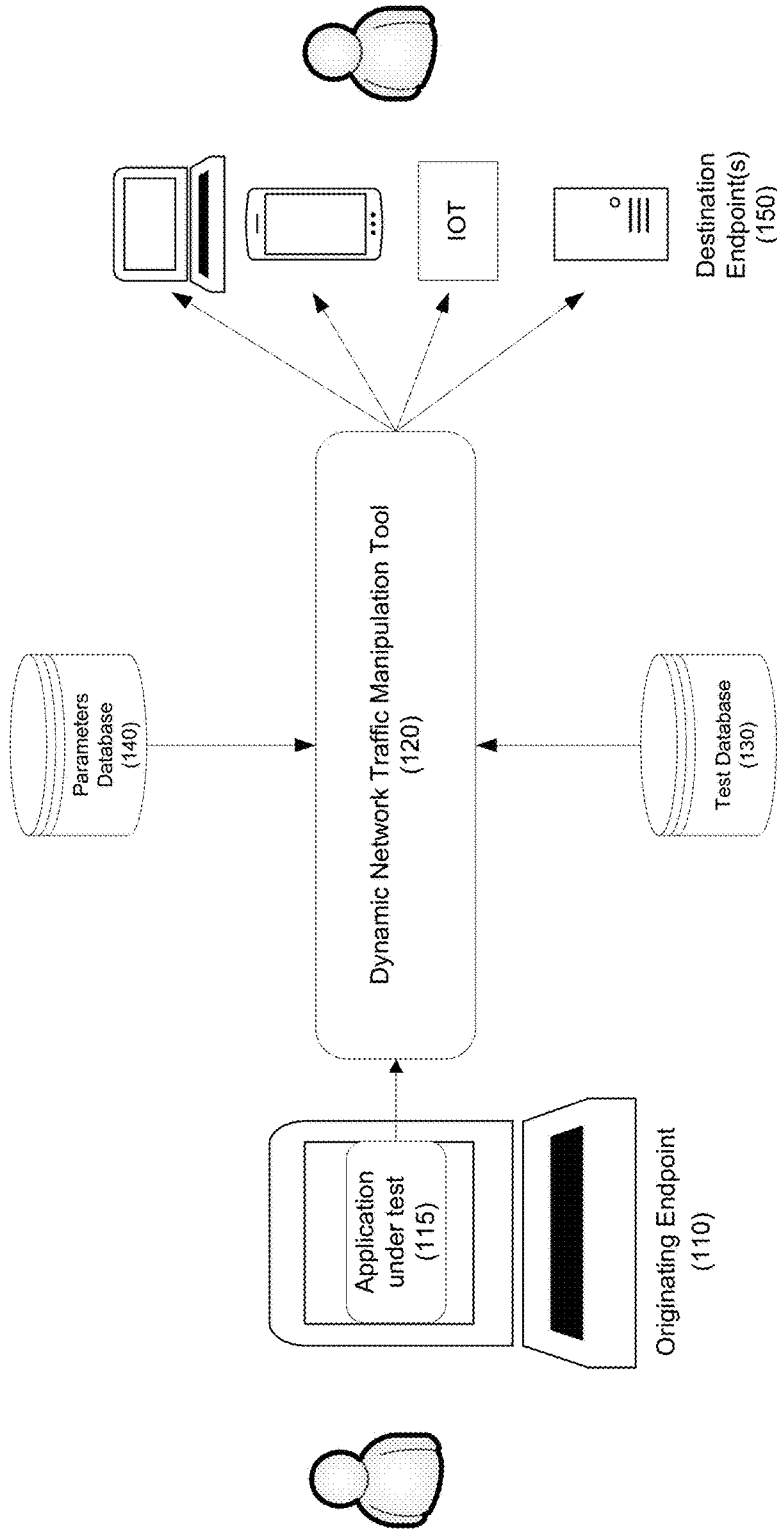 Parameters
Database
(140)
Application
under test
(115)
Originating Endpoint
(110)
Dynamic Network Traffic Manipulation Tool
(120)
Test Database
(130)
IOT
Destination
Endpoint(s)
(150)